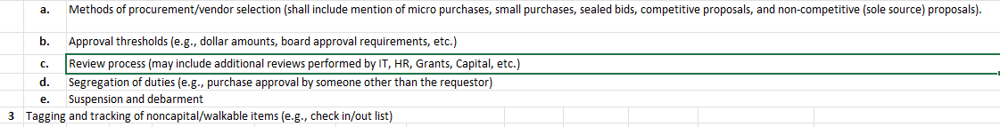 a. Methods of procurement/vendor selection (shall include mention of micro purchases, small purchases, sealed bids, competitive proposals, and non-competitive (sole source) proposals).
b. Approval thresholds (e.g., dollar amounts, board approval requirements, etc.)
c. Review process (may include additional reviews performed by IT, HR, Grants, Capital, etc.)
d. Segregation of duties (e.g., purchase approval by someone other than the requestor)
e. Suspension and debarment
3 Tagging and tracking of noncapital/walkable items (e.g., check in/out list)